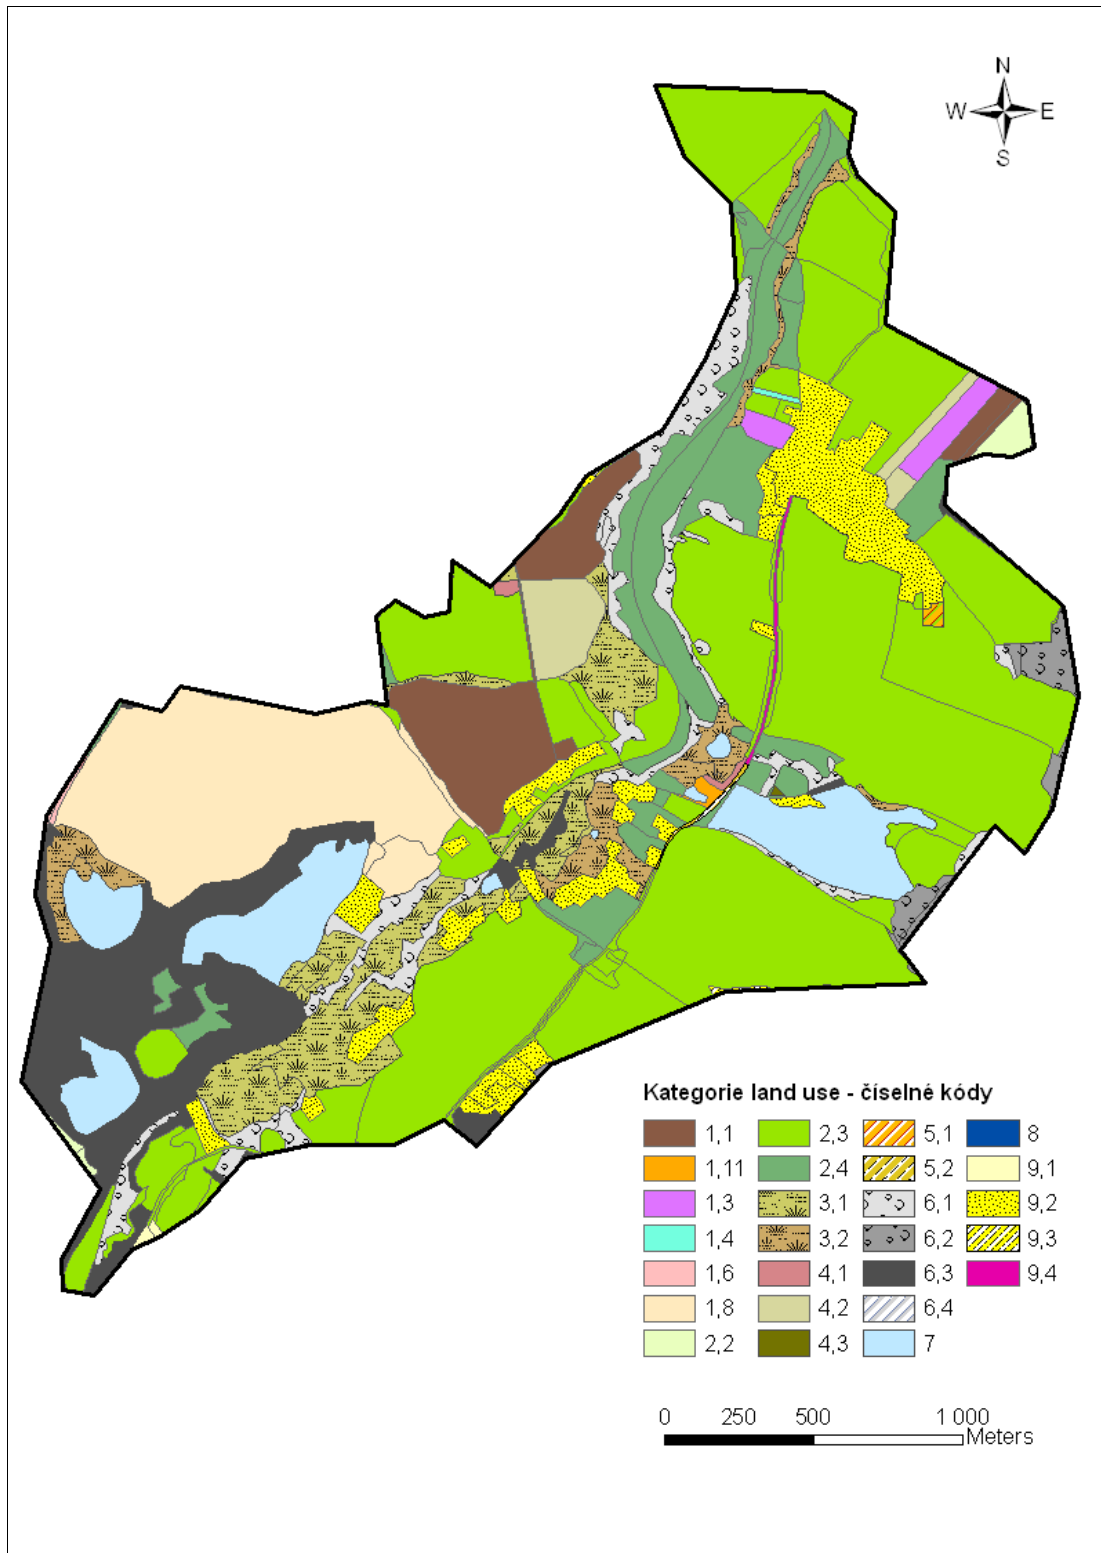 N
W E
S
Kategorie land use - číselné kódy
1,1 2,3 5,1 8
1,11 2,4 5,2 9,1
1,3 3,1 6,1 9,2
1,4 3,2 6,2 9,3
1,6 4,1 6,3 9,4
1,8 4,2 6,4
2,2 4,3 7
0 250 500 1 000
Meters